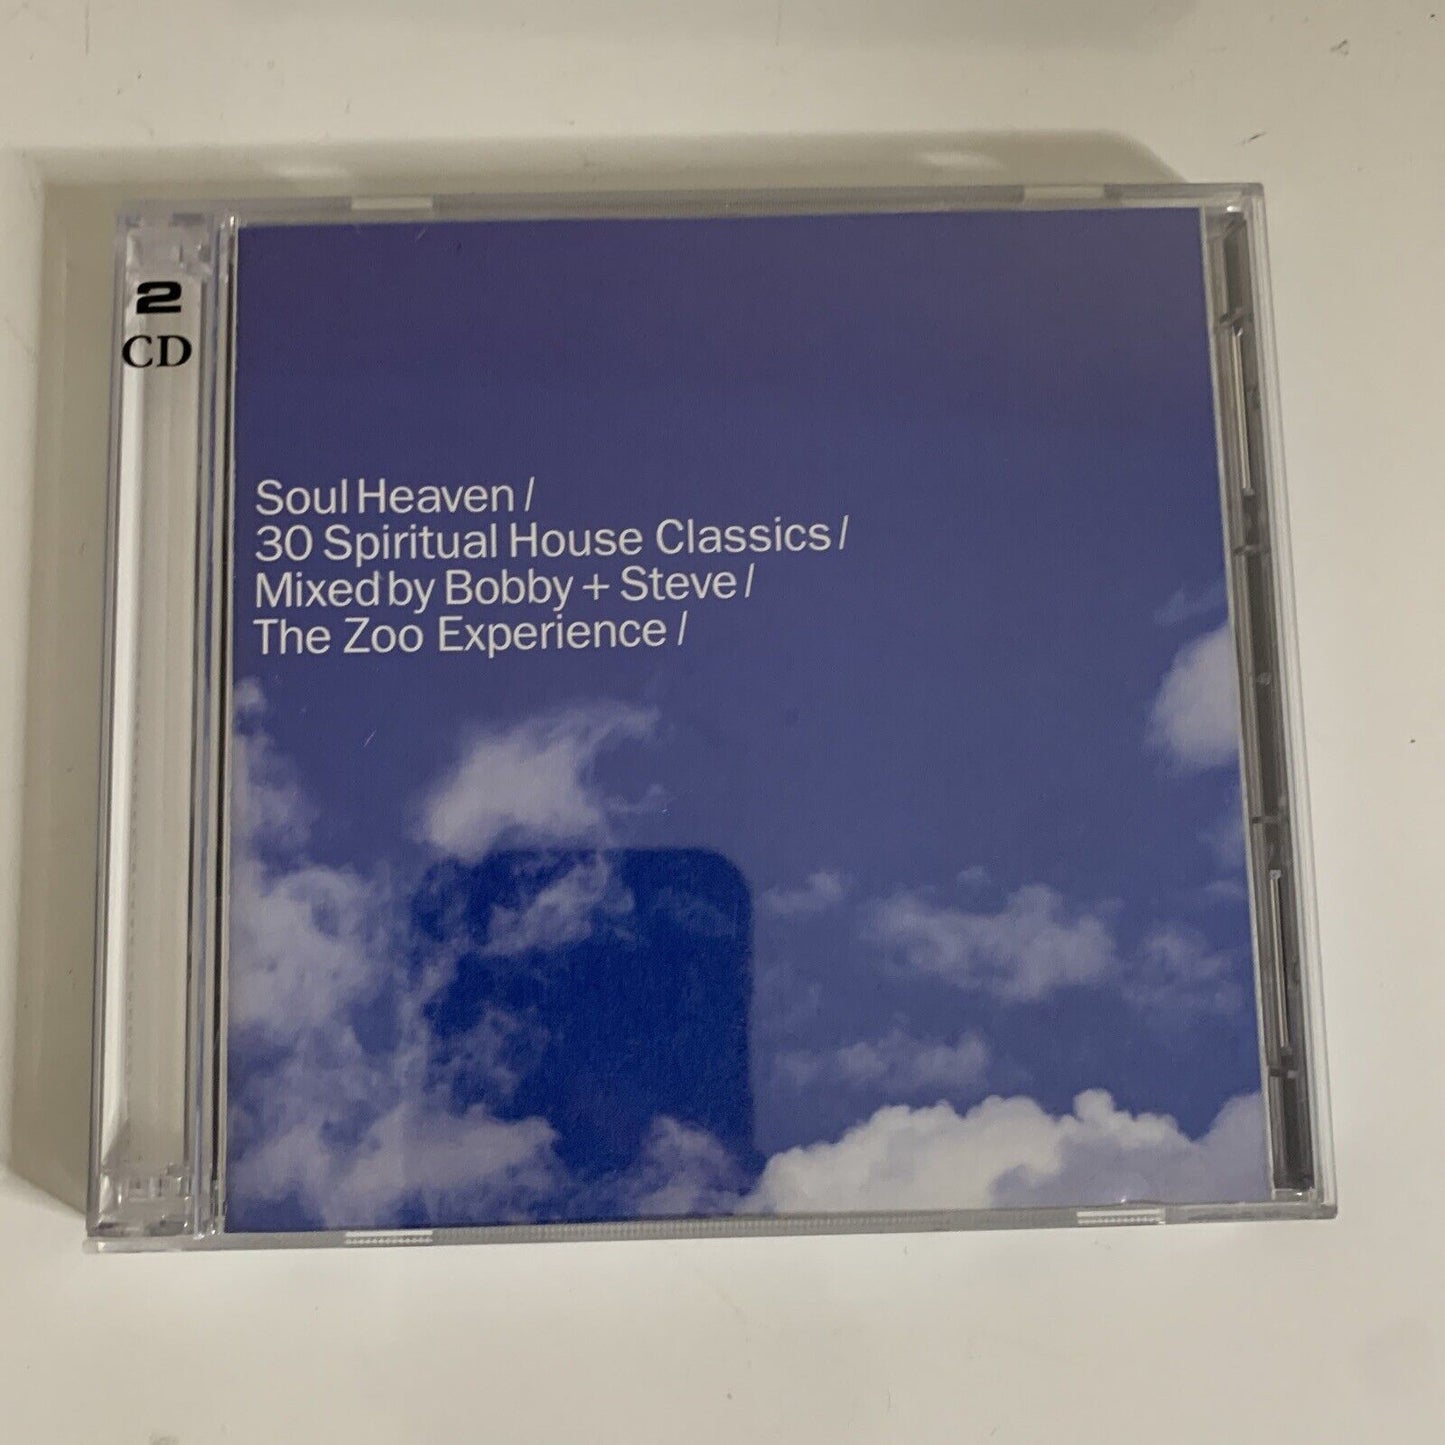 2
CD
Soul Heaven /
30 Spiritual House Classics /
Mixed by Bobby + Steve /
The Zoo Experience /